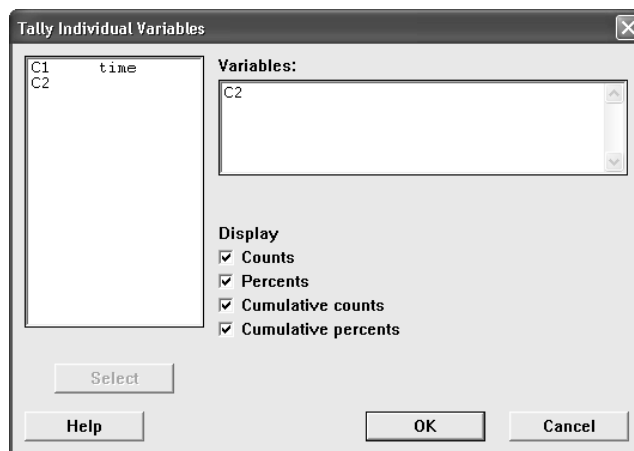 Tally Individual Variables
C1 time
C2
Variables:
C2
Display
Counts
Percents
Cumulative counts
Cumulative percents
Select
Help
OK
Cancel